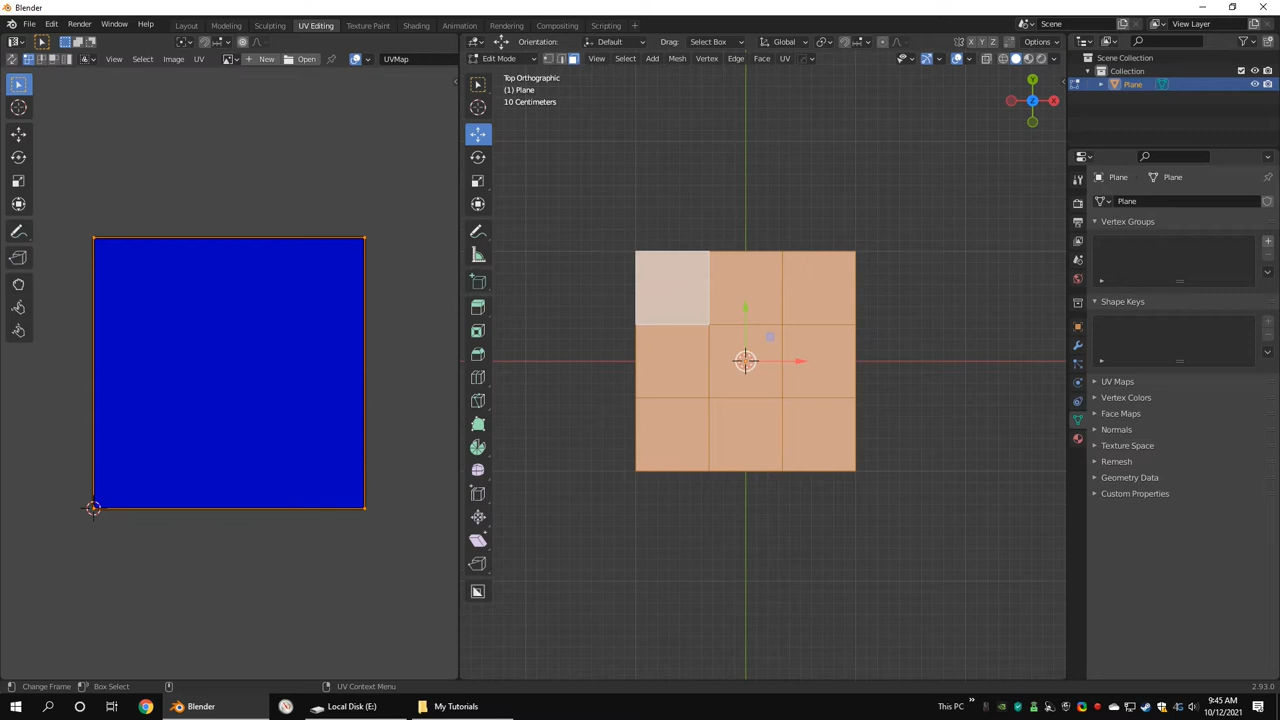 Blender
File Edit Render Window Help Layout Modeling Sculpting UV Editing Texture Paint Shading Animation Rendering Compositing Scripting + Scene View Layer
Orientation: Default Drag: Select Box Global X Y Z Options
View Select Image UV New Open UVMap Edit Mode View Select Add Mesh Vertex Edge Face UV
Scene Collection
Collection
Plane
Top Orthographic
(1) Plane
10 Centimeters
Y
Z X
Plane Plane
Plane
Vertex Groups
Shape Keys
UV Maps
Vertex Colors
Face Maps
Normals
Texture Space
Remesh
Geometry Data
Custom Properties
Change Frame Box Select UV Context Menu 2.93.0
Blender Local Disk (E:) My Tutorials This PC 9:45 AM
10/12/2021